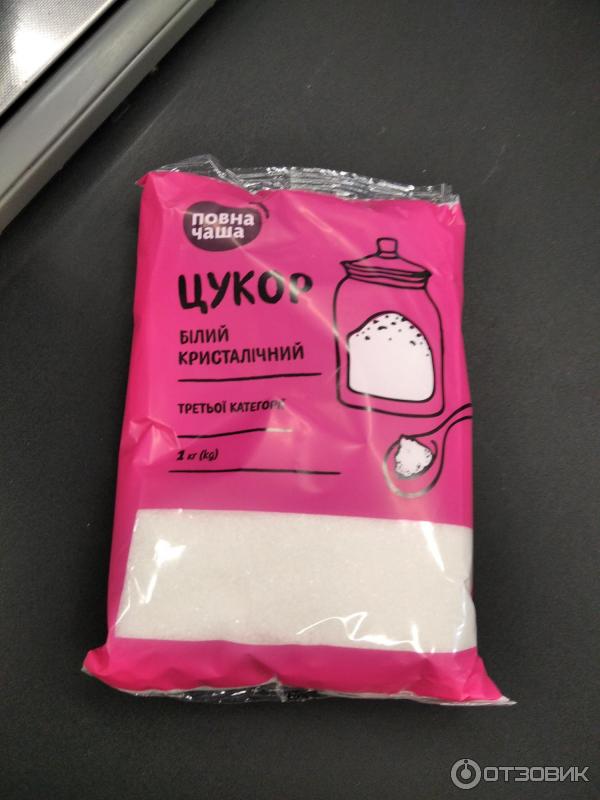 повна
чаша
ЦУКОР
БІЛИЙ
КРИСТАЛІЧНИЙ
ТРЕТЬОЇ КАТЕГОРІЇ
1 кг (kg)
ОТЗОВИК